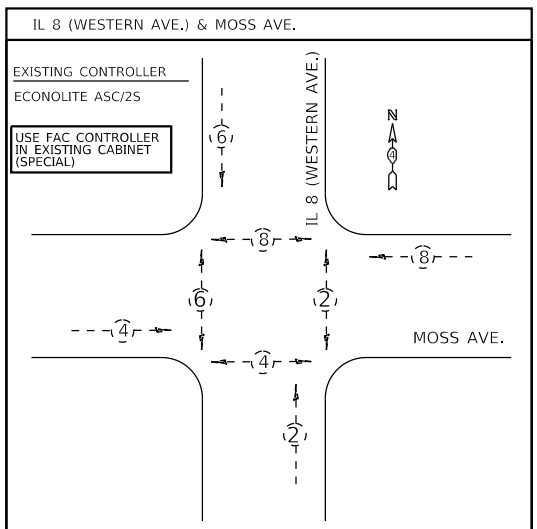 IL 8 (WESTERN AVE.) & MOSS AVE.
EXISTING CONTROLLER
ECONOLITE ASC/2S
USE FAC CONTROLLER
IN EXISTING CABINET
(SPECIAL)
6
IL 8 (WESTERN AVE.)
N
4
8
8
6
2
4
MOSS AVE.
4
2